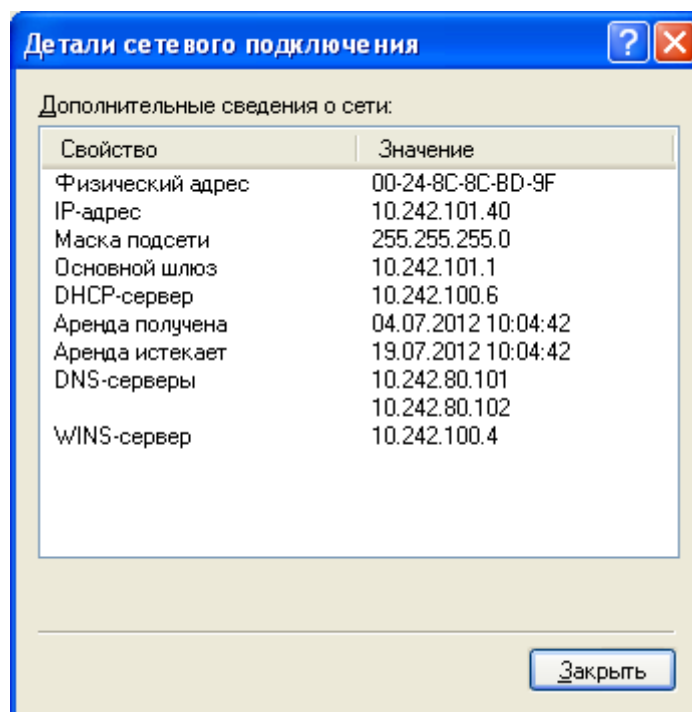 Детали сетевого подключения
Дополнительные сведения о сети:
Свойство Значение
Физический адрес 00-24-8C-8C-BD-9F
IP-адрес 10.242.101.40
Маска подсети 255.255.255.0
Основной шлюз 10.242.101.1
DHCP-сервер 10.242.100.6
Аренда получена 04.07.2012 10:04:42
Аренда истекает 19.07.2012 10:04:42
DNS-серверы 10.242.80.101
10.242.80.102
WINS-сервер 10.242.100.4
Закрыть